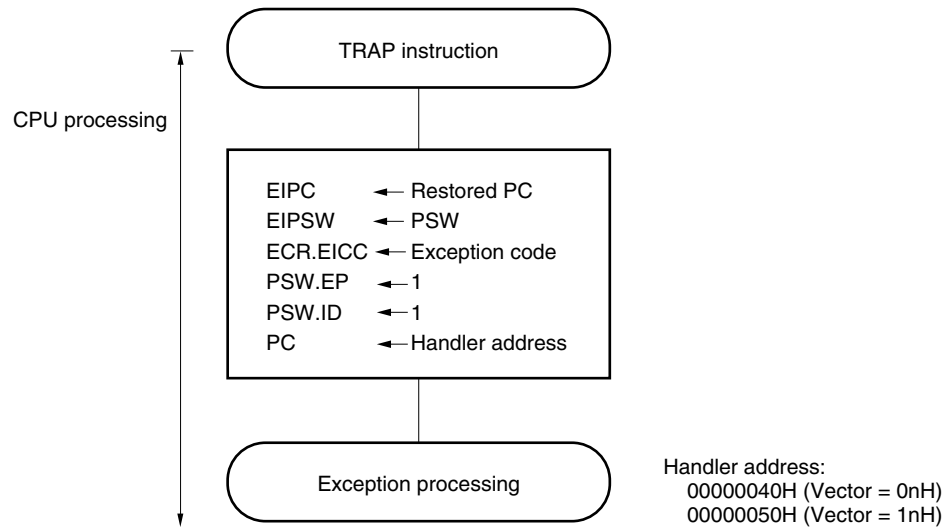 TRAP instruction
CPU processing
EIPC ← Restored PC
EIPSW ← PSW
ECR.EICC ← Exception code
PSW.EP ← 1
PSW.ID ← 1
PC ← Handler address
Exception processing
Handler address:
00000040H (Vector = 0nH)
00000050H (Vector = 1nH)